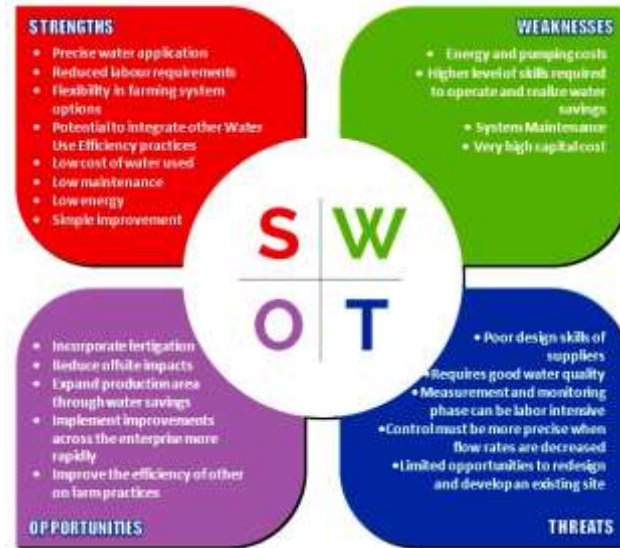 STRENGTHS
• Precise water application
• Reduced labour requirements
• Flexibility in farming system
options
• Potential to integrate other Water
Use Efficiency practices
• Low cost of water used
• Low maintenance
• Low energy
• Simple improvement
WEAKNESSES
• Energy and pumping costs
• Higher level of skills required
to operate and realize water
savings
• System Maintenance
• Very high capital cost
S W
O T
• Incorporate fertigation
• Reduce offsite impacts
• Expand production area
through water savings
• Implement improvements
across the enterprise more
rapidly
• Improve the efficiency of other
on farm practices
OPPORTUNITIES
• Poor design skills of
suppliers
• Requires good water quality
• Measurement and monitoring
phase can be labor intensive
• Control must be more precise when
flow rates are decreased
• Limited opportunities to redesign
and develop an existing site
THREATS